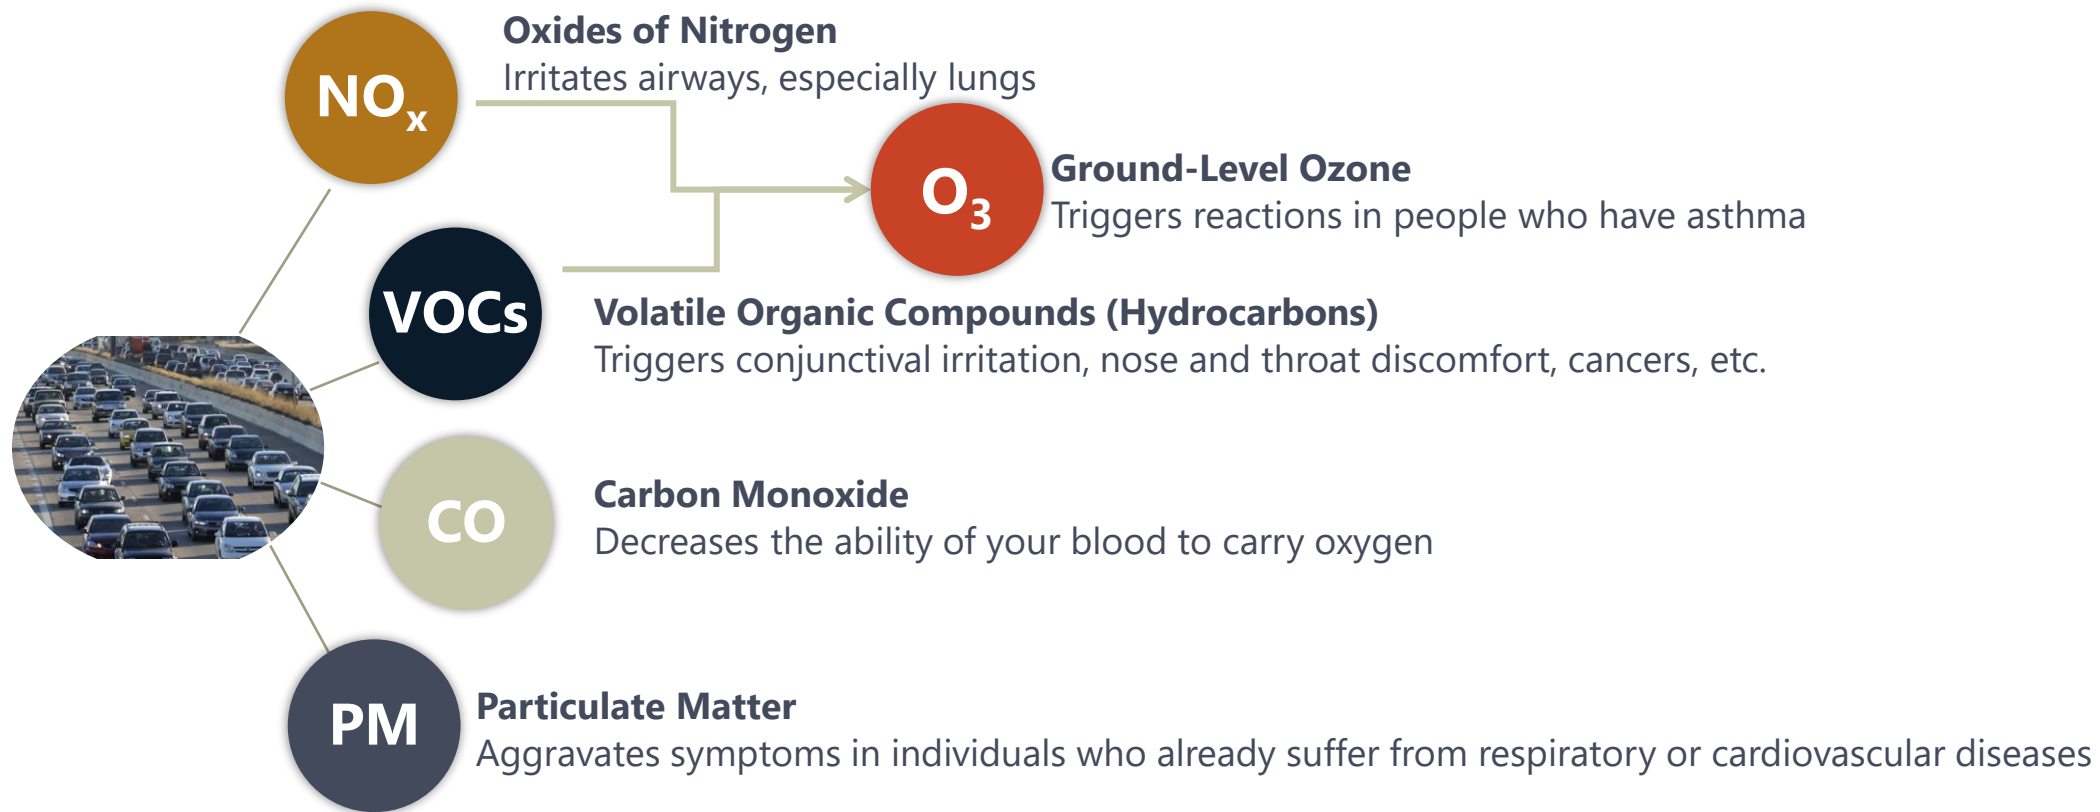 NOx
Oxides of Nitrogen
Irritates airways, especially lungs
O3
Ground-Level Ozone
Triggers reactions in people who have asthma
VOCs
Volatile Organic Compounds (Hydrocarbons)
Triggers conjunctival irritation, nose and throat discomfort, cancers, etc.
CO
Carbon Monoxide
Decreases the ability of your blood to carry oxygen
PM
Particulate Matter
Aggravates symptoms in individuals who already suffer from respiratory or cardiovascular diseases